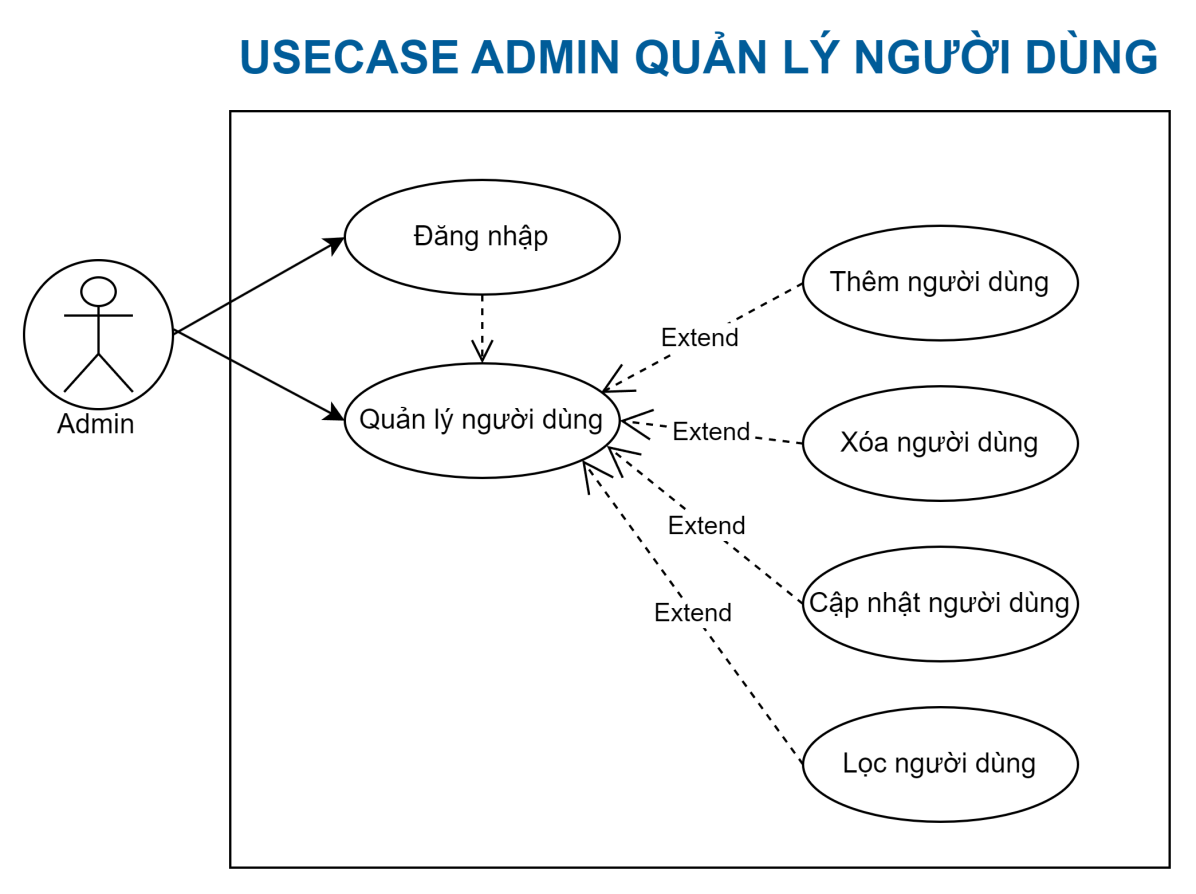 USECASE ADMIN QUẢN LÝ NGƯỜI DÙNG
Đăng nhập
Thêm người dùng
Extend
Admin
Quản lý người dùng
Extend
Xóa người dùng
Extend
Cập nhật người dùng
Extend
Lọc người dùng